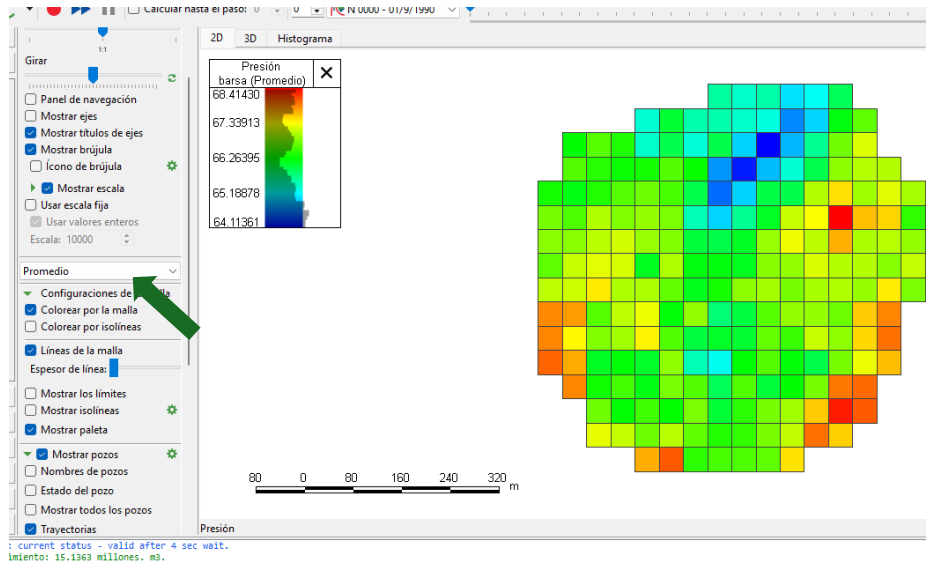 Calcular hasta el paso: 0 0 N 0000 - 01/9/1990
1:1
Girar
Panel de navegación
Mostrar ejes
Mostrar títulos de ejes
Mostrar brújula
Ícono de brújula
Mostrar escala
Usar escala fija
Usar valores enteros
Escala: 10000
Promedio
Configuraciones de
Colorear por la malla
Colorear por isolíneas
Líneas de la malla
Espesor de línea:
Mostrar los límites
Mostrar isolíneas
Mostrar paleta
Mostrar pozos
Nombres de pozos
Estado del pozo
Mostrar todos los pozos
Trayectorias
2D 3D Histograma
Presión
barsa (Promedio)
68.41430
67.33913
66.26395
65.18878
64.11361
80 0 80 160 240 320 m
Presión
: current status - valid after 4 sec wait.
imiento: 15.1363 millones. m3.